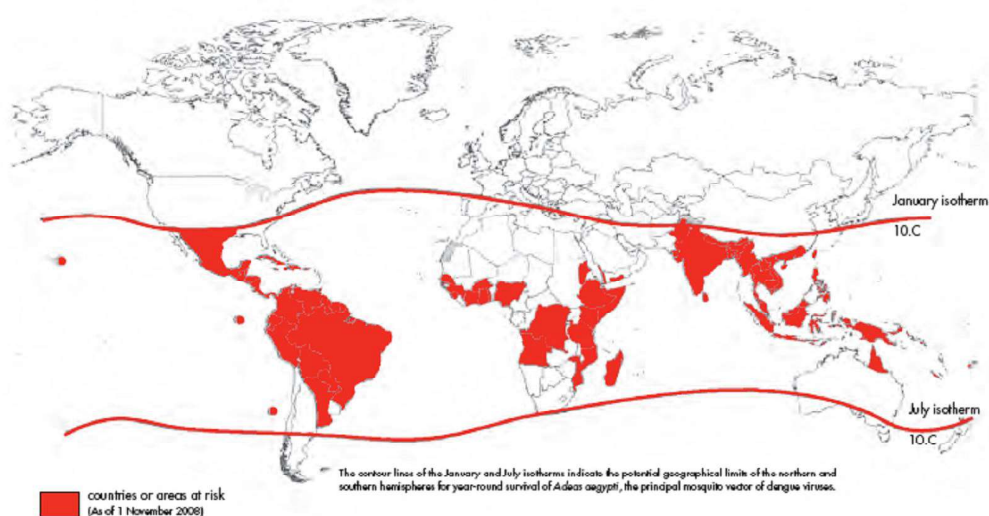 January isotherm
10.C
July isotherm
10.C
The contour lines of the January and July isotherms indicate the potential geographical limits of the northern and
southern hemispheres for year-round survival of Adeas aegypti, the principal mosquito vector of dengue viruses.
countries or areas at risk
(As of 1 November 2008)